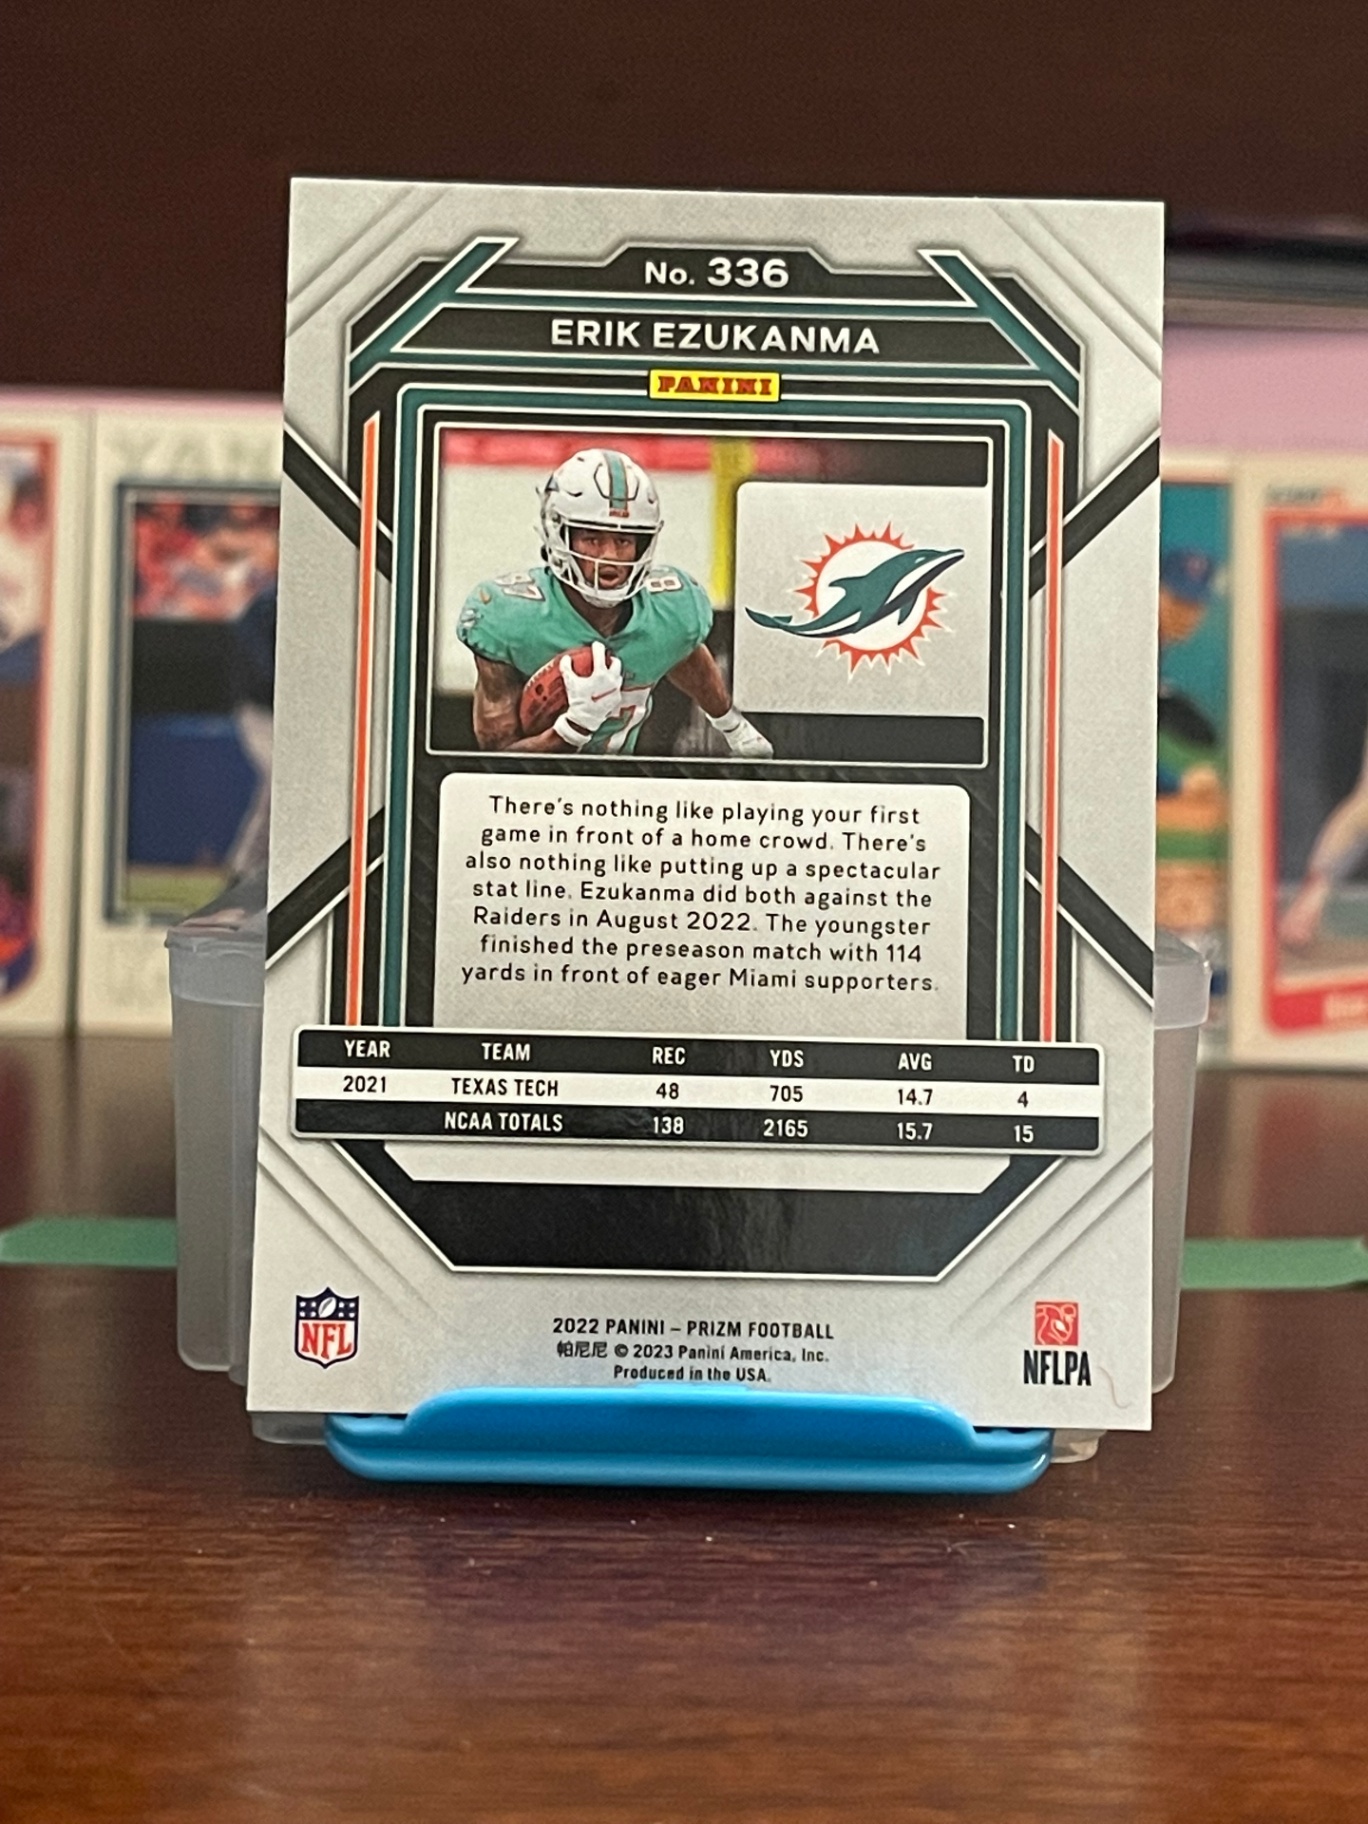 No. 336
ERIK EZUKANMA
PANINI
87 87
87
There's nothing like playing your first
game in front of a home crowd. There's
also nothing like putting up a spectacular
stat line. Ezukanma did both against the
Raiders in August 2022. The youngster
finished the preseason match with 114
yards in front of eager Miami supporters.
YEAR TEAM REC YDS AVG TD
2021 TEXAS TECH 48 705 14.7 4
NCAA TOTALS 138 2165 15.7 15
NFL
2022 PANINI – PRIZM FOOTBALL
帕尼尼 © 2023 Panini America, Inc.
Produced in the USA.
NFLPA